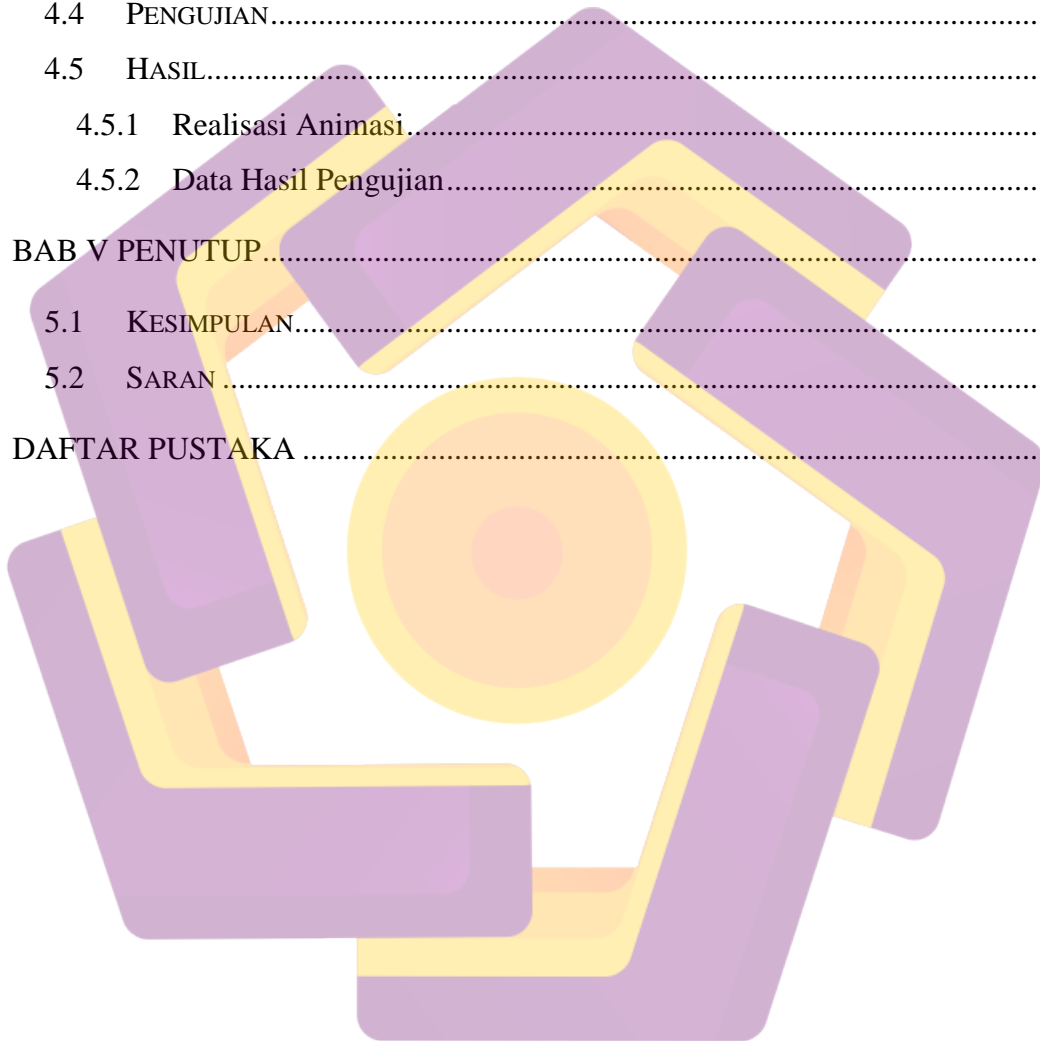 4.4 PENGUJIAN........................................................................................
4.5 HASIL................................................................................................
4.5.1 Realisasi Animasi........................................................................
4.5.2 Data Hasil Pengujian...................................................................
BAB V PENUTUP........................................................................................
5.1 KESIMPULAN.....................................................................................
5.2 SARAN ..............................................................................................
DAFTAR PUSTAKA ....................................................................................